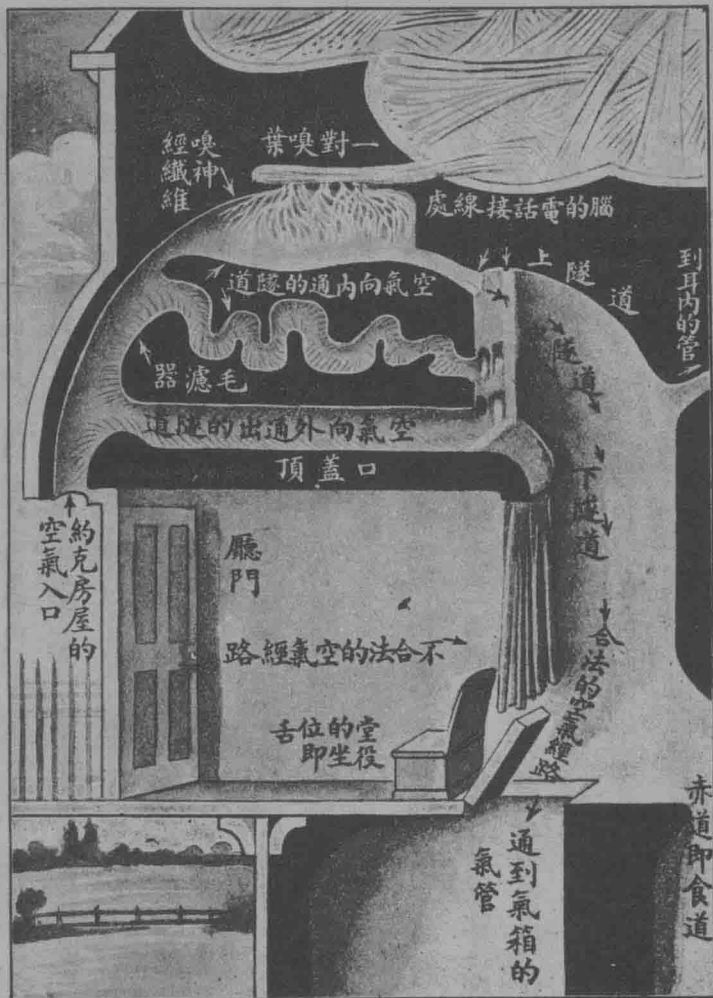 一對嗅葉
嗅神
經纖維
腦的電話接線處
上隧道
到耳內的管
空氣向內通的隧道
隧道
毛濾器
空氣向外通出的隧道
口蓋頂
下隧道
約克房屋的
空氣入口
廳門
不合法的空氣經路
合法的空氣經路
堂役的坐位即舌
通到氣箱的
氣管
赤道即食道